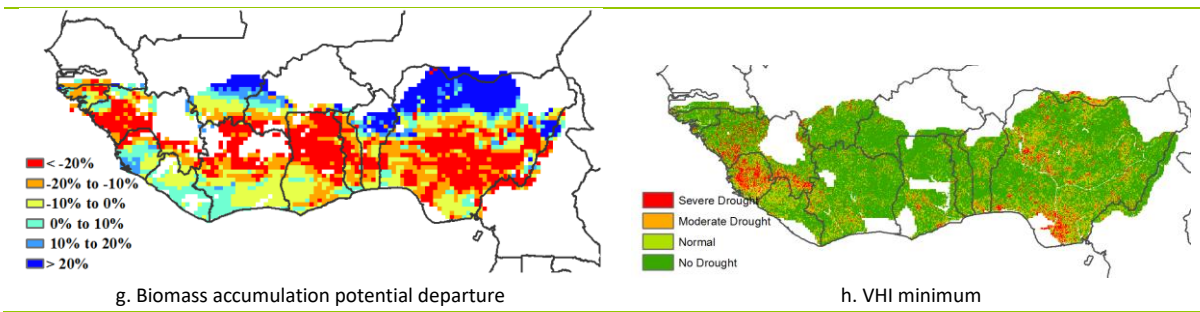 < -20%
-20% to -10%
-10% to 0%
0% to 10%
10% to 20%
> 20%
g. Biomass accumulation potential departure
Severe Drought
Moderate Drought
Normal
No Drought
h. VHI minimum